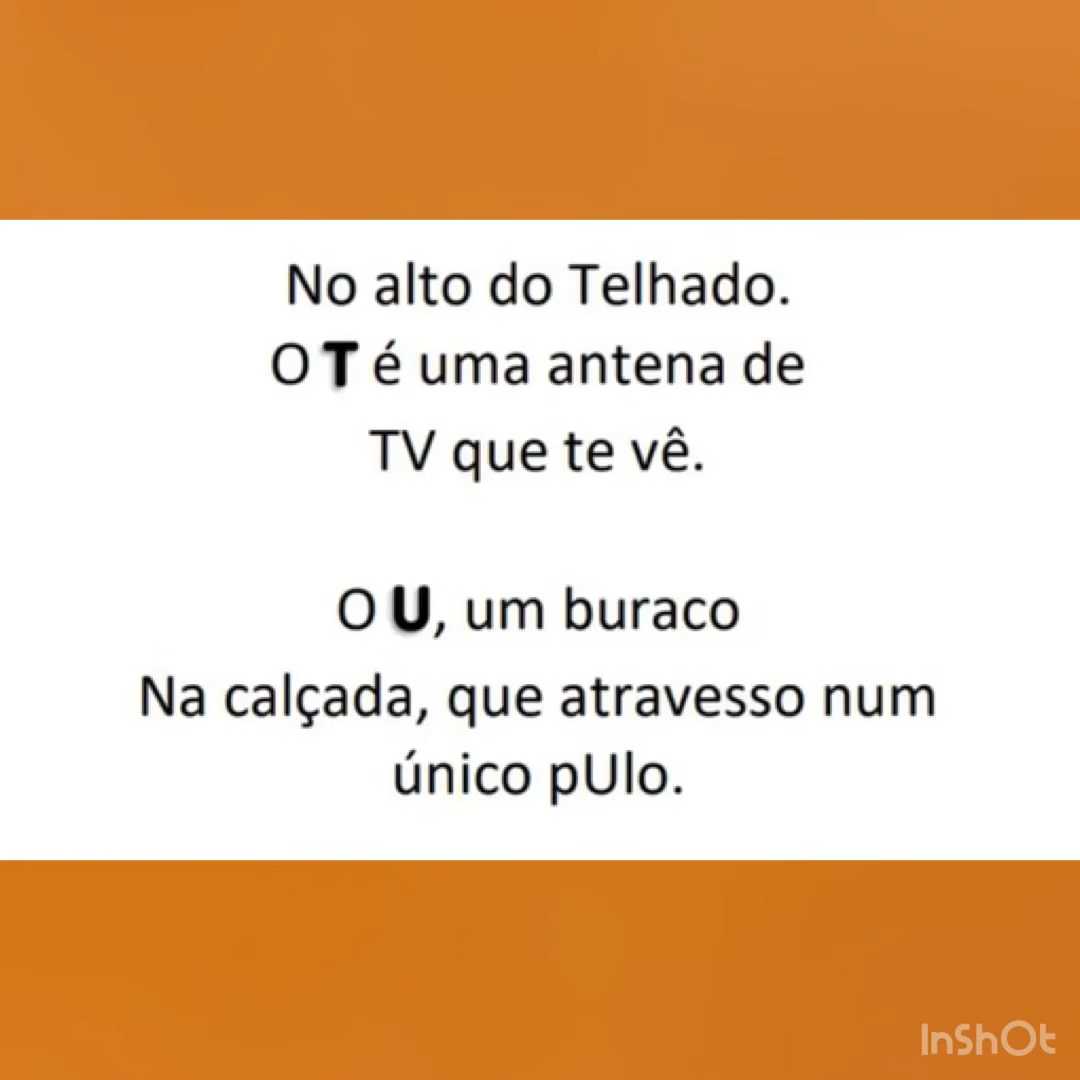 No alto do Telhado.
O T é uma antena de
TV que te vê.
O U, um buraco
Na calçada, que atravesso num
único pUlo.
InShOt